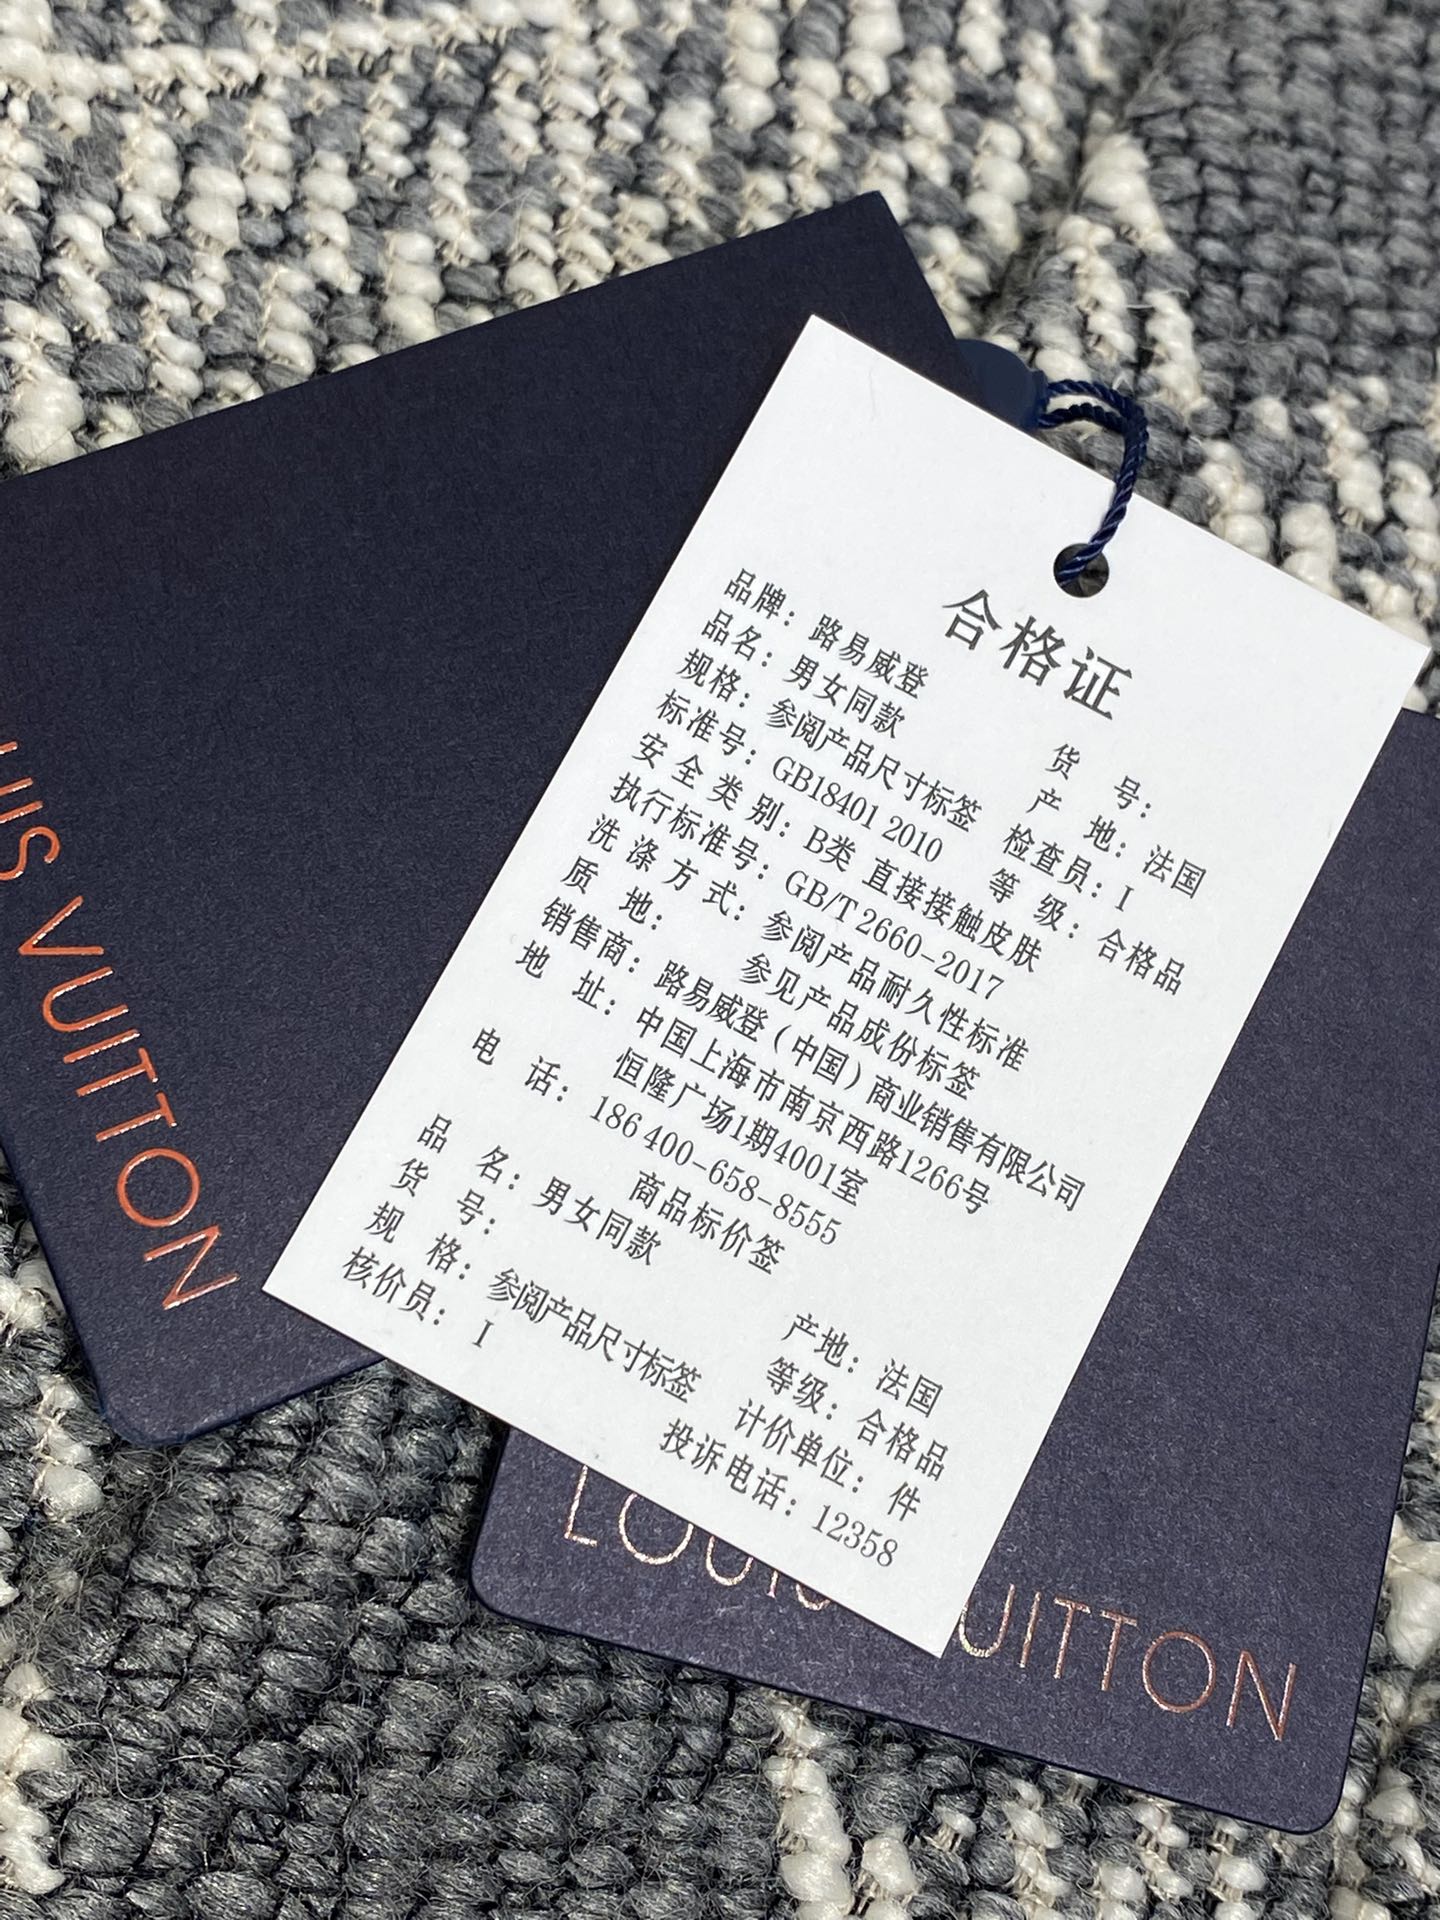 合格证
品牌：路易威登 货 号：
品名：男女同款 产 地：法国
规格：参阅产品尺寸标签 检查员：I
标准号：GB18401 2010 等 级：合格品
安全类别：B类 直接接触皮肤
执行标准号：GB/T 2660-2017
洗涤方式：参阅产品耐久性标准
质 地：参见产品成份标签
销售商：路易威登（中国）商业销售有限公司
地 址：中国上海市南京西路1266号
恒隆广场1期4001室
电 话：186 400-658-8555
商品标价签
品 名：男女同款 产地：法国
货 号： 等级：合格品
规 格：参阅产品尺寸标签 计价单位：件
核价员：I 投诉电话：12358
UIS VUITTON
LOUIS VUITTON